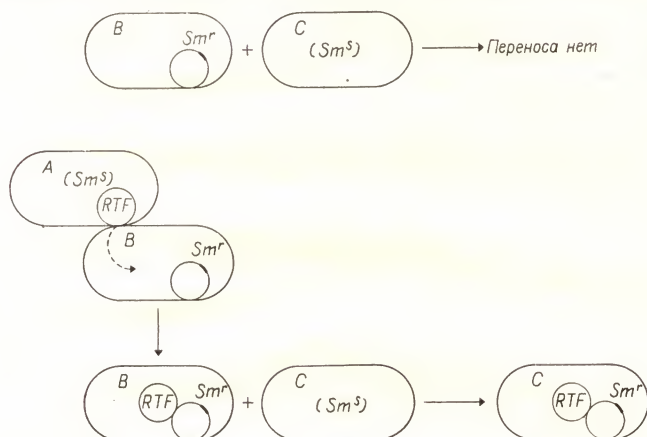 B Smʳ + C (Smˢ) → Переноса нет
A (Smˢ)
RTF
B Smʳ
B RTF Smʳ + C (Smˢ) → C RTF Smʳ